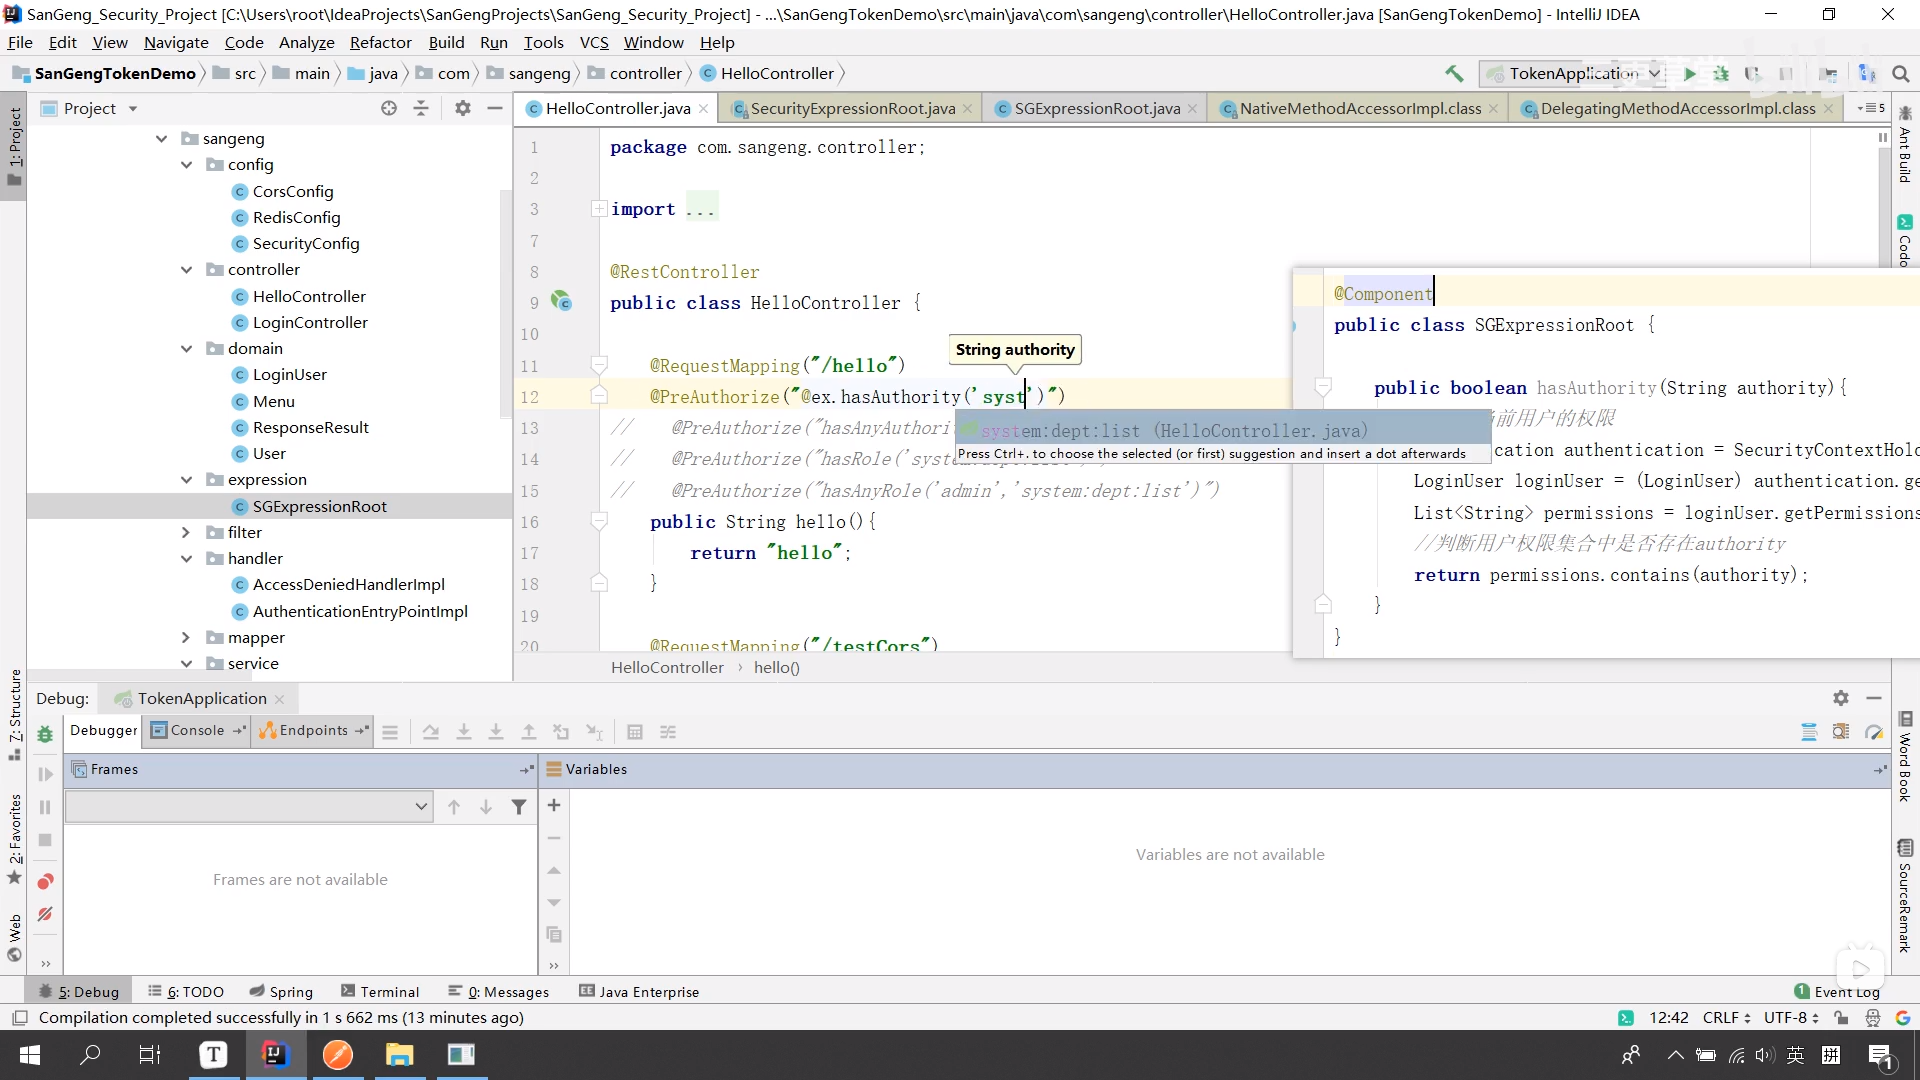 SanGeng_Security_Project [C:\Users\root\IdeaProjects\SanGengProjects\SanGeng_Security_Project] - ...\SanGengTokenDemo\src\main\java\com\sangeng\controller\HelloController.java [SanGengTokenDemo] - IntelliJ IDEA
File Edit View Navigate Code Analyze Refactor Build Run Tools VCS Window Help
SanGengTokenDemo src main java com sangeng controller HelloController TokenApplication
Project
HelloController.java SecurityExpressionRoot.java SGExpressionRoot.java NativeMethodAccessorImpl.class DelegatingMethodAccessorImpl.class 5
1: Project
sangeng
config
CorsConfig
RedisConfig
SecurityConfig
controller
HelloController
LoginController
domain
LoginUser
Menu
ResponseResult
User
expression
SGExpressionRoot
filter
handler
AccessDeniedHandlerImpl
AuthenticationEntryPointImpl
mapper
service
1 package com.sangeng.controller;
2
3 import ...
7
8 @RestController
9 public class HelloController {
10
String authority
11 @RequestMapping("/hello")
12 @PreAuthorize("@ex.hasAuthority('syst')")
13 // @PreAuthorize("hasAnyAuthori
system:dept:list (HelloController.java)
Press Ctrl+. to choose the selected (or first) suggestion and insert a dot afterwards
14 // @PreAuthorize("hasRole('system
15 // @PreAuthorize("hasAnyRole('admin','system:dept:list')")
16 public String hello(){
17 return "hello";
18 }
19
20 @RequestMapping("/testCors")
HelloController hello()
@Component
public class SGExpressionRoot {
public boolean hasAuthority(String authority){
前用户的权限
cation authentication = SecurityContextHol
LoginUser loginUser = (LoginUser) authentication.ge
List<String> permissions = loginUser.getPermissions
//判断用户权限集合中是否存在authority
return permissions.contains(authority);
}
}
Ant Build
Codo
Word Book
SourceRemark
7: Structure
2: Favorites
Web
Debug: TokenApplication
Debugger Console Endpoints
Frames Variables
Frames are not available
Variables are not available
5: Debug 6: TODO Spring Terminal 0: Messages Java Enterprise 1 Event Log
Compilation completed successfully in 1 s 662 ms (13 minutes ago) 12:42 CRLF UTF-8
英 拼 1